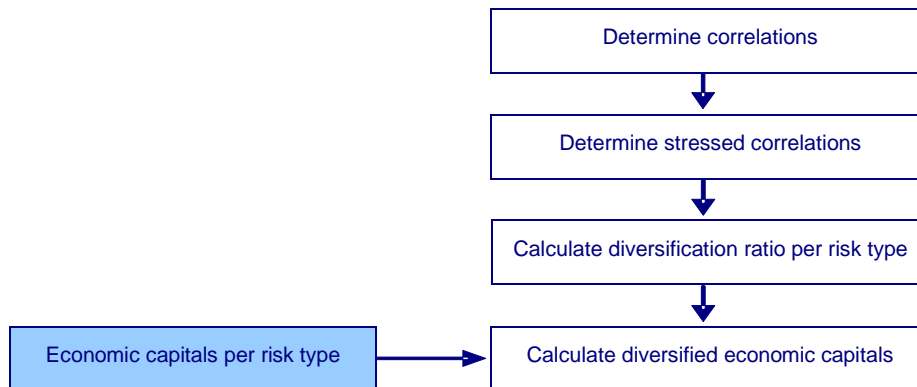 Determine correlations
Determine stressed correlations
Calculate diversification ratio per risk type
Economic capitals per risk type
Calculate diversified economic capitals